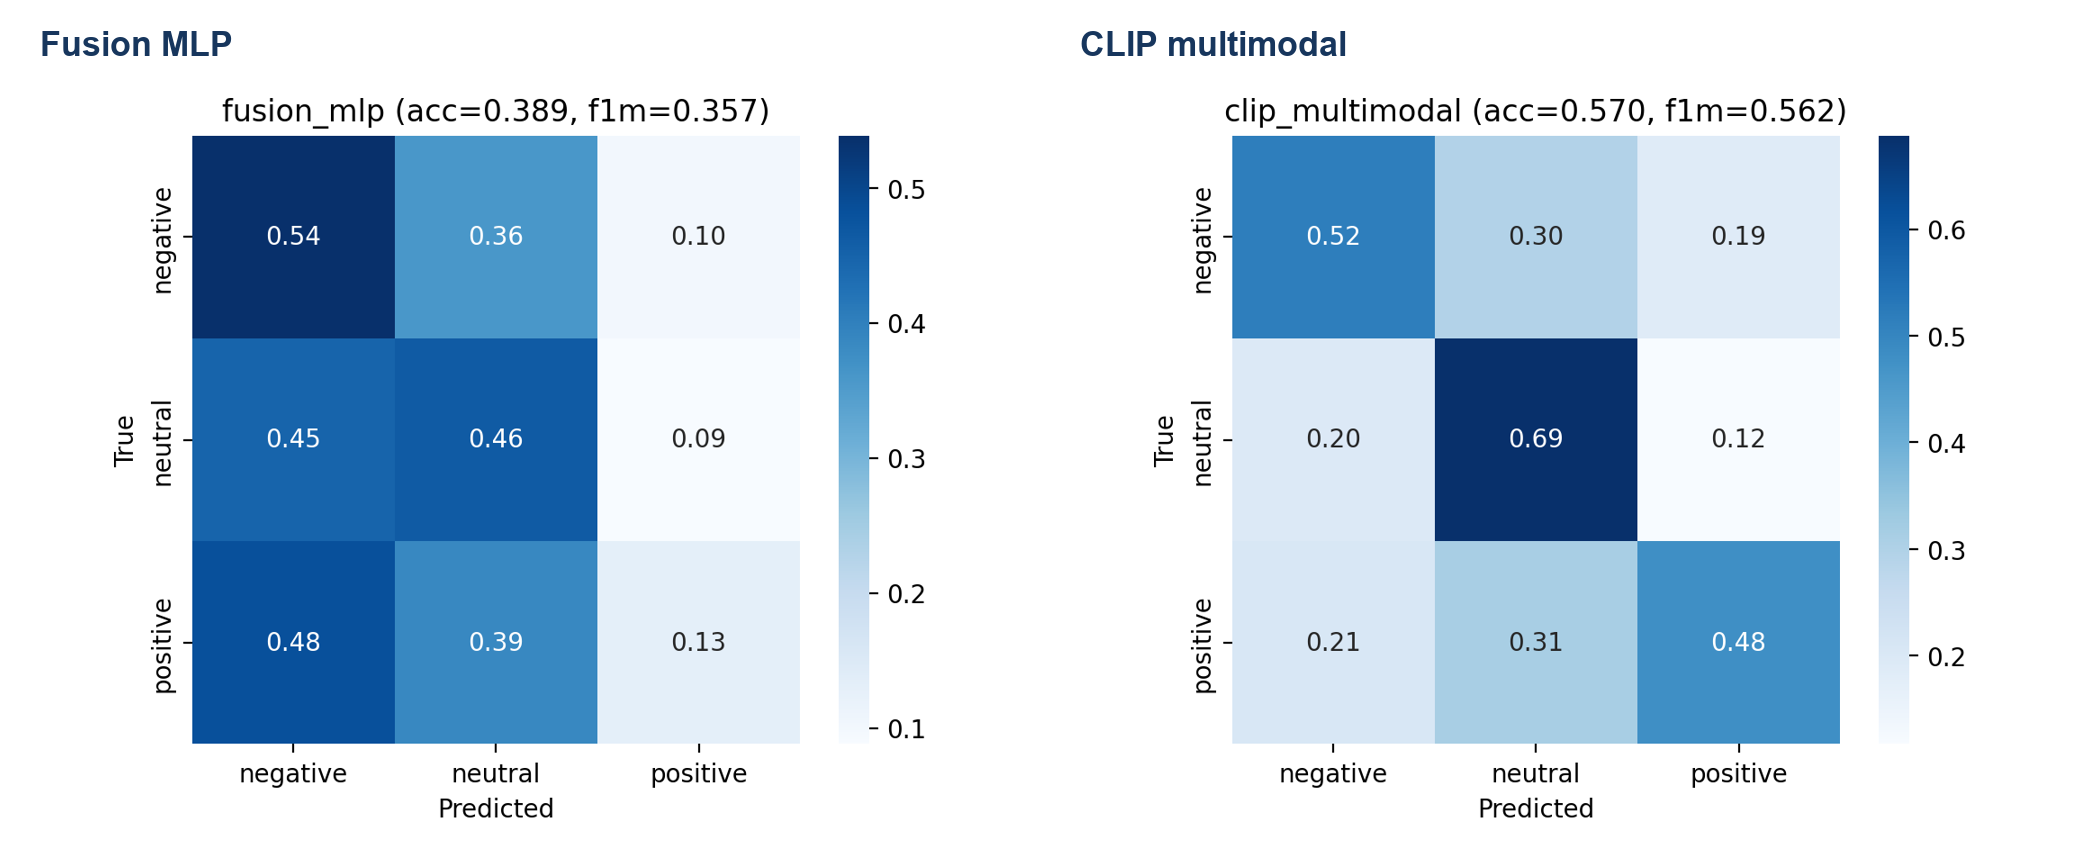 Fusion MLP
fusion_mlp (acc=0.389, f1m=0.357)
True
negative
0.54 0.36 0.10
neutral
0.45 0.46 0.09
positive
0.48 0.39 0.13
negative neutral positive
Predicted
0.5
0.4
0.3
0.2
0.1
CLIP multimodal
clip_multimodal (acc=0.570, f1m=0.562)
True
negative
0.52 0.30 0.19
neutral
0.20 0.69 0.12
positive
0.21 0.31 0.48
negative neutral positive
Predicted
0.6
0.5
0.4
0.3
0.2